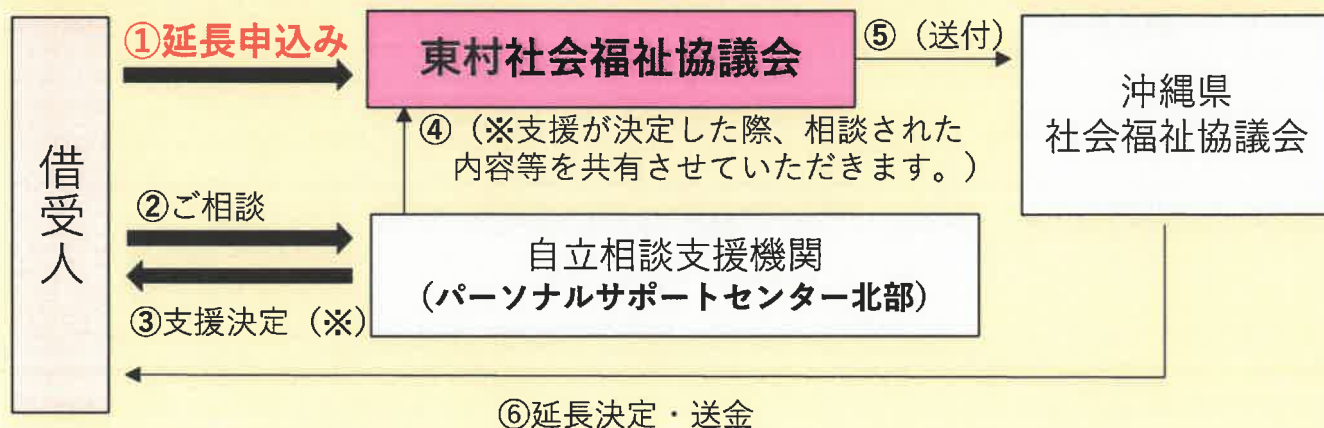 ①延長申込み
東村社会福祉協議会
⑤（送付）
沖縄県
社会福祉協議会
④（※支援が決定した際、相談された
内容等を共有させていただきます。）
借受人
②ご相談
自立相談支援機関
（パーソナルサポートセンター北部）
③支援決定（※）
⑥延長決定・送金